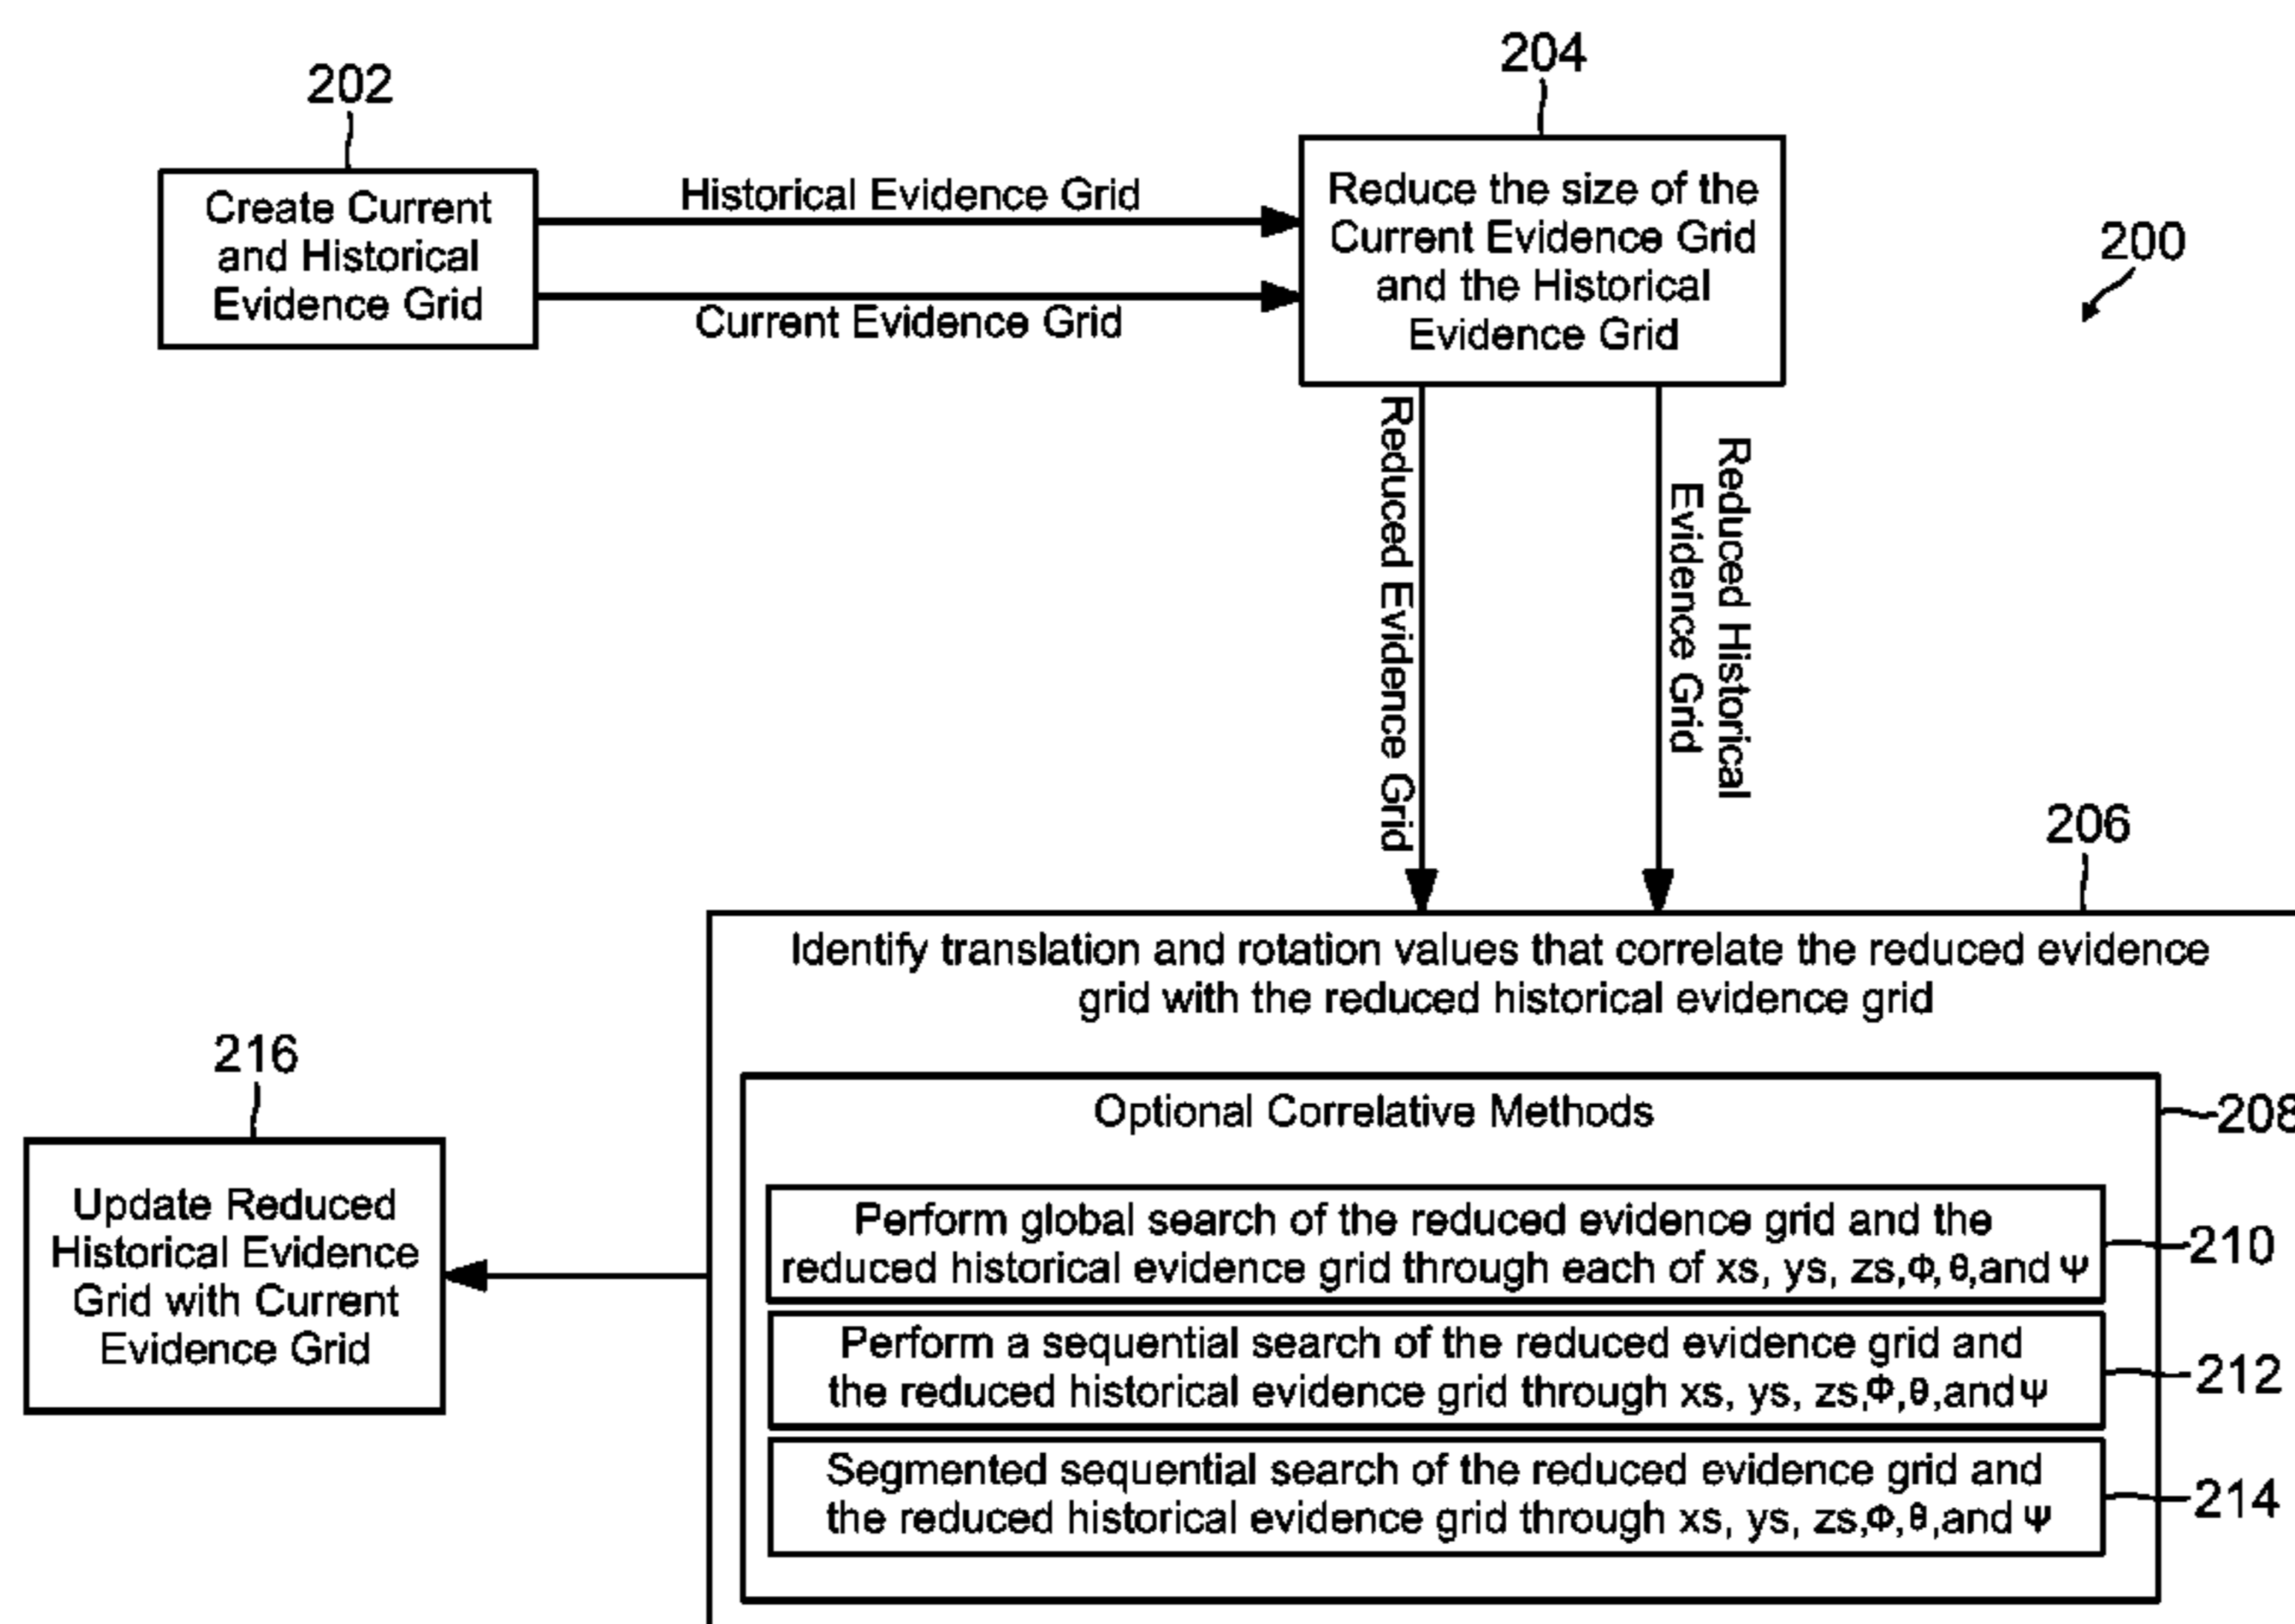 202
Create Current
and Historical
Evidence Grid
Historical Evidence Grid
Current Evidence Grid
204
Reduce the size of the
Current Evidence Grid
and the Historical
Evidence Grid
200
Reduced Evidence Grid
Reduced Historical
Evidence Grid
206
Identify translation and rotation values that correlate the reduced evidence
grid with the reduced historical evidence grid
Optional Correlative Methods
208
Perform global search of the reduced evidence grid and the
reduced historical evidence grid through each of xs, ys, zs,Φ,θ,and Ψ
210
Perform a sequential search of the reduced evidence grid and
the reduced historical evidence grid through xs, ys, zs,Φ,θ,and Ψ
212
Segmented sequential search of the reduced evidence grid and
the reduced historical evidence grid through xs, ys, zs,Φ,θ,and Ψ
214
216
Update Reduced
Historical Evidence
Grid with Current
Evidence Grid